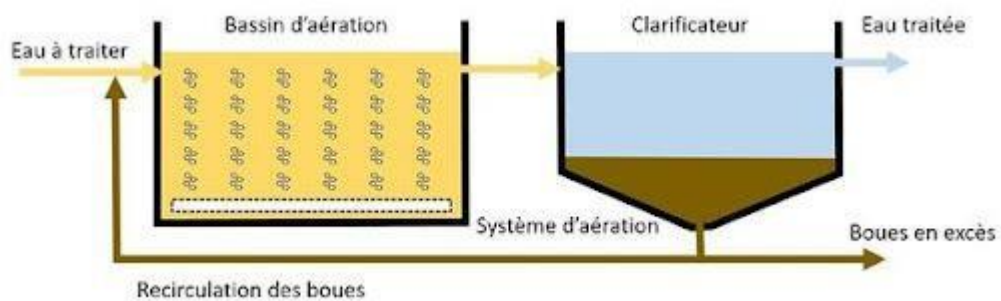 Bassin d'aération
Clarificateur
Eau traitée
Eau à traiter
Système d'aération
Boues en excès
Recirculation des boues